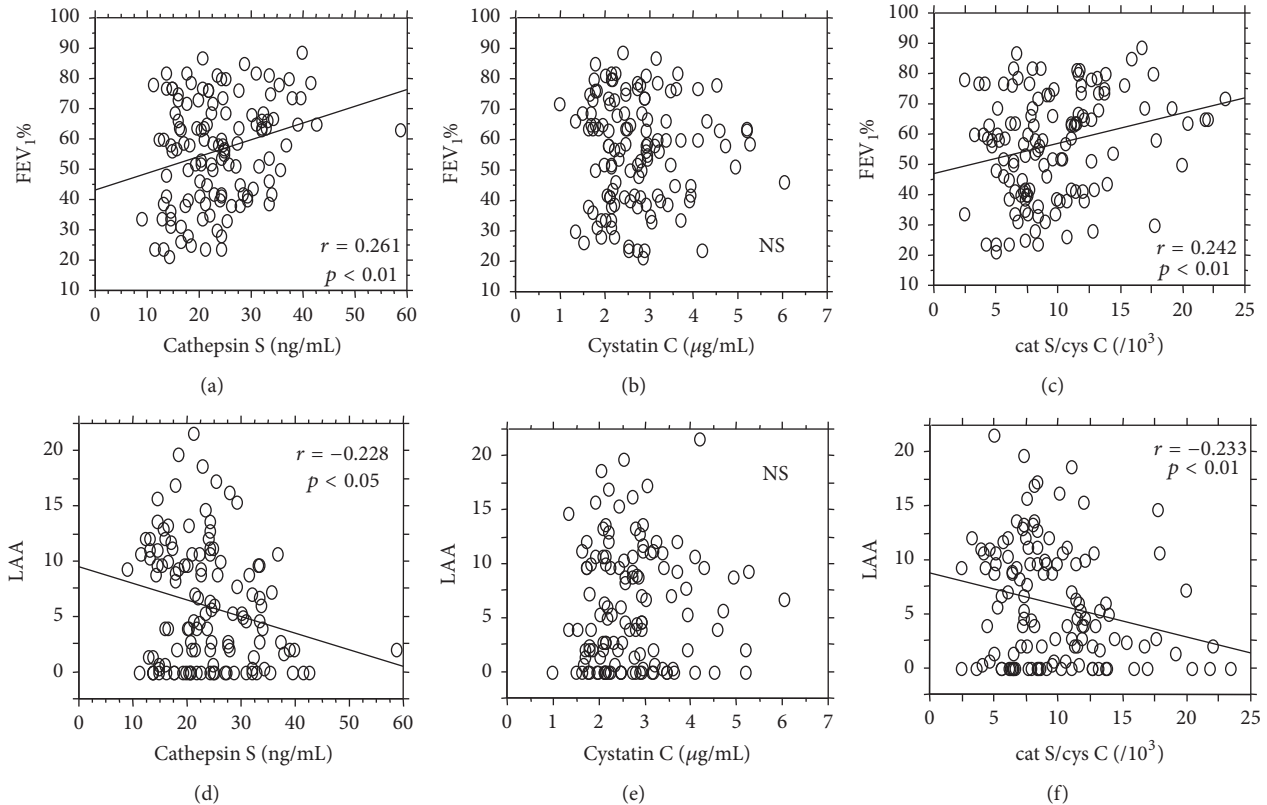 100
90
80
70
60
50
40
30
20
10
FEV1%
r = 0.261
p < 0.01
0 10 20 30 40 50 60
Cathepsin S (ng/mL)
(a)
100
90
80
70
60
50
40
30
20
10
FEV1%
NS
0 1 2 3 4 5 6 7
Cystatin C (μg/mL)
(b)
100
90
80
70
60
50
40
30
20
10
FEV1%
r = 0.242
p < 0.01
0 5 10 15 20 25
cat S/cys C (/10³)
(c)
20
15
10
5
0
LAA
r = −0.228
p < 0.05
0 10 20 30 40 50 60
Cathepsin S (ng/mL)
(d)
20
15
10
5
0
LAA
NS
0 1 2 3 4 5 6 7
Cystatin C (μg/mL)
(e)
20
15
10
5
0
LAA
r = −0.233
p < 0.01
0 5 10 15 20 25
cat S/cys C (/10³)
(f)